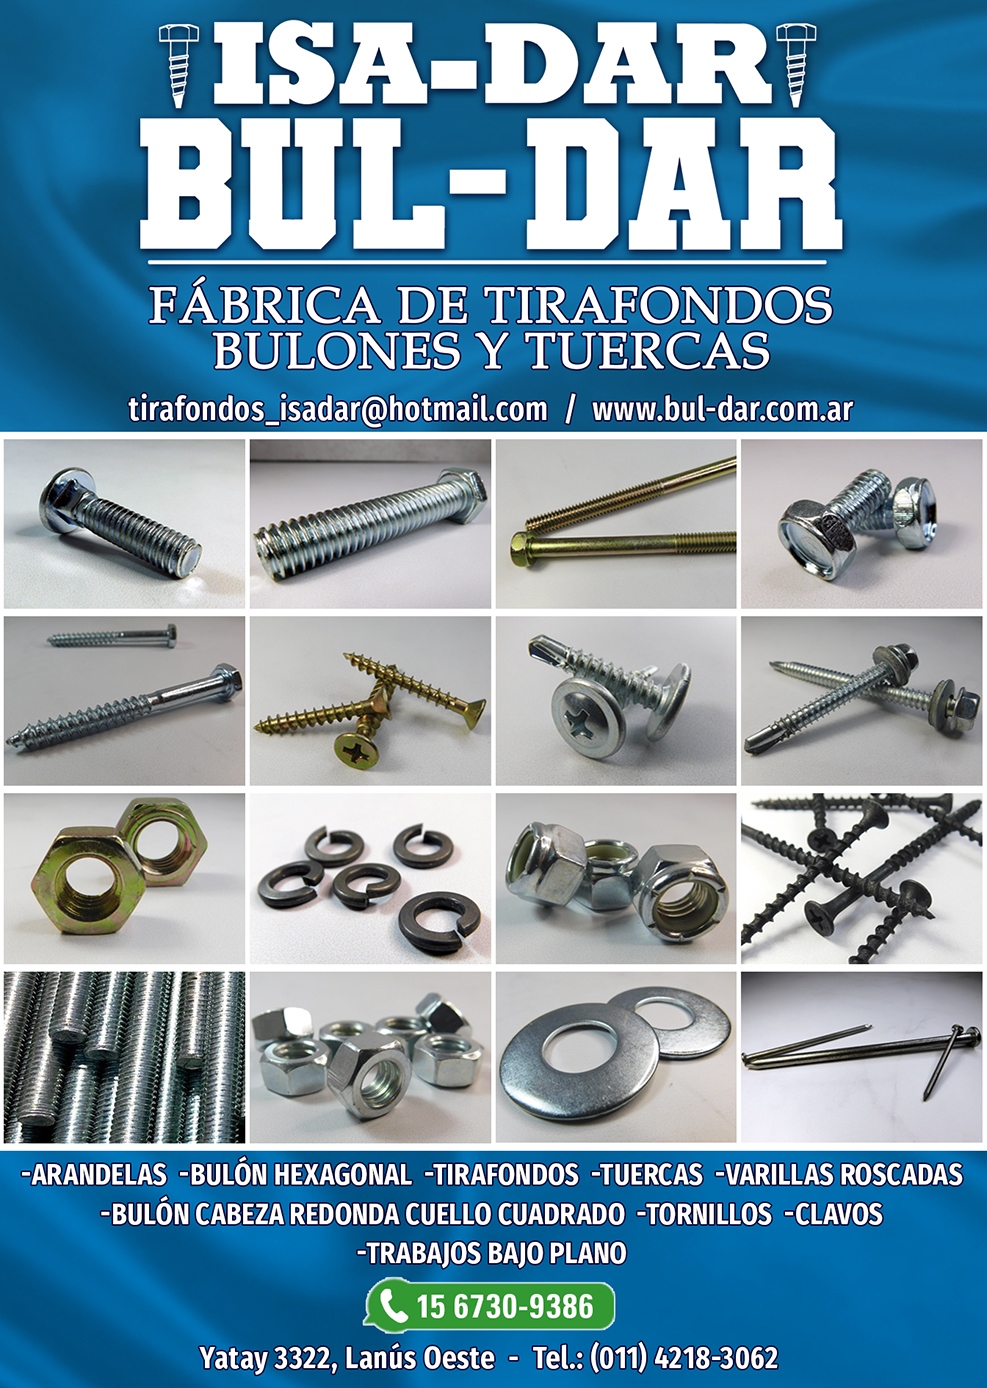 ISA-DAR
BUL-DAR
FÁBRICA DE TIRAFONDOS
BULONES Y TUERCAS
tirafondos_isadar@hotmail.com / www.bul-dar.com.ar
-ARANDELAS -BULÓN HEXAGONAL -TIRAFONDOS -TUERCAS -VARILLAS ROSCADAS
-BULÓN CABEZA REDONDA CUELLO CUADRADO -TORNILLOS -CLAVOS
-TRABAJOS BAJO PLANO
15 6730-9386
Yatay 3322, Lanús Oeste - Tel.: (011) 4218-3062